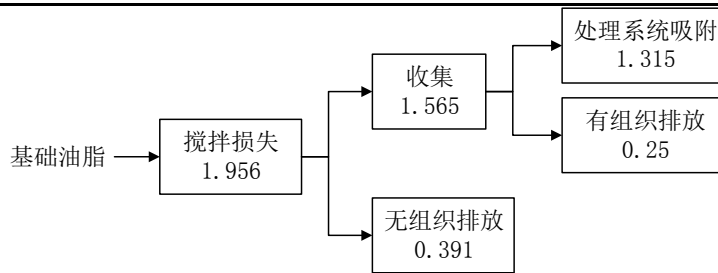 基础油脂
搅拌损失
1.956
收集
1.565
无组织排放
0.391
处理系统吸附
1.315
有组织排放
0.25